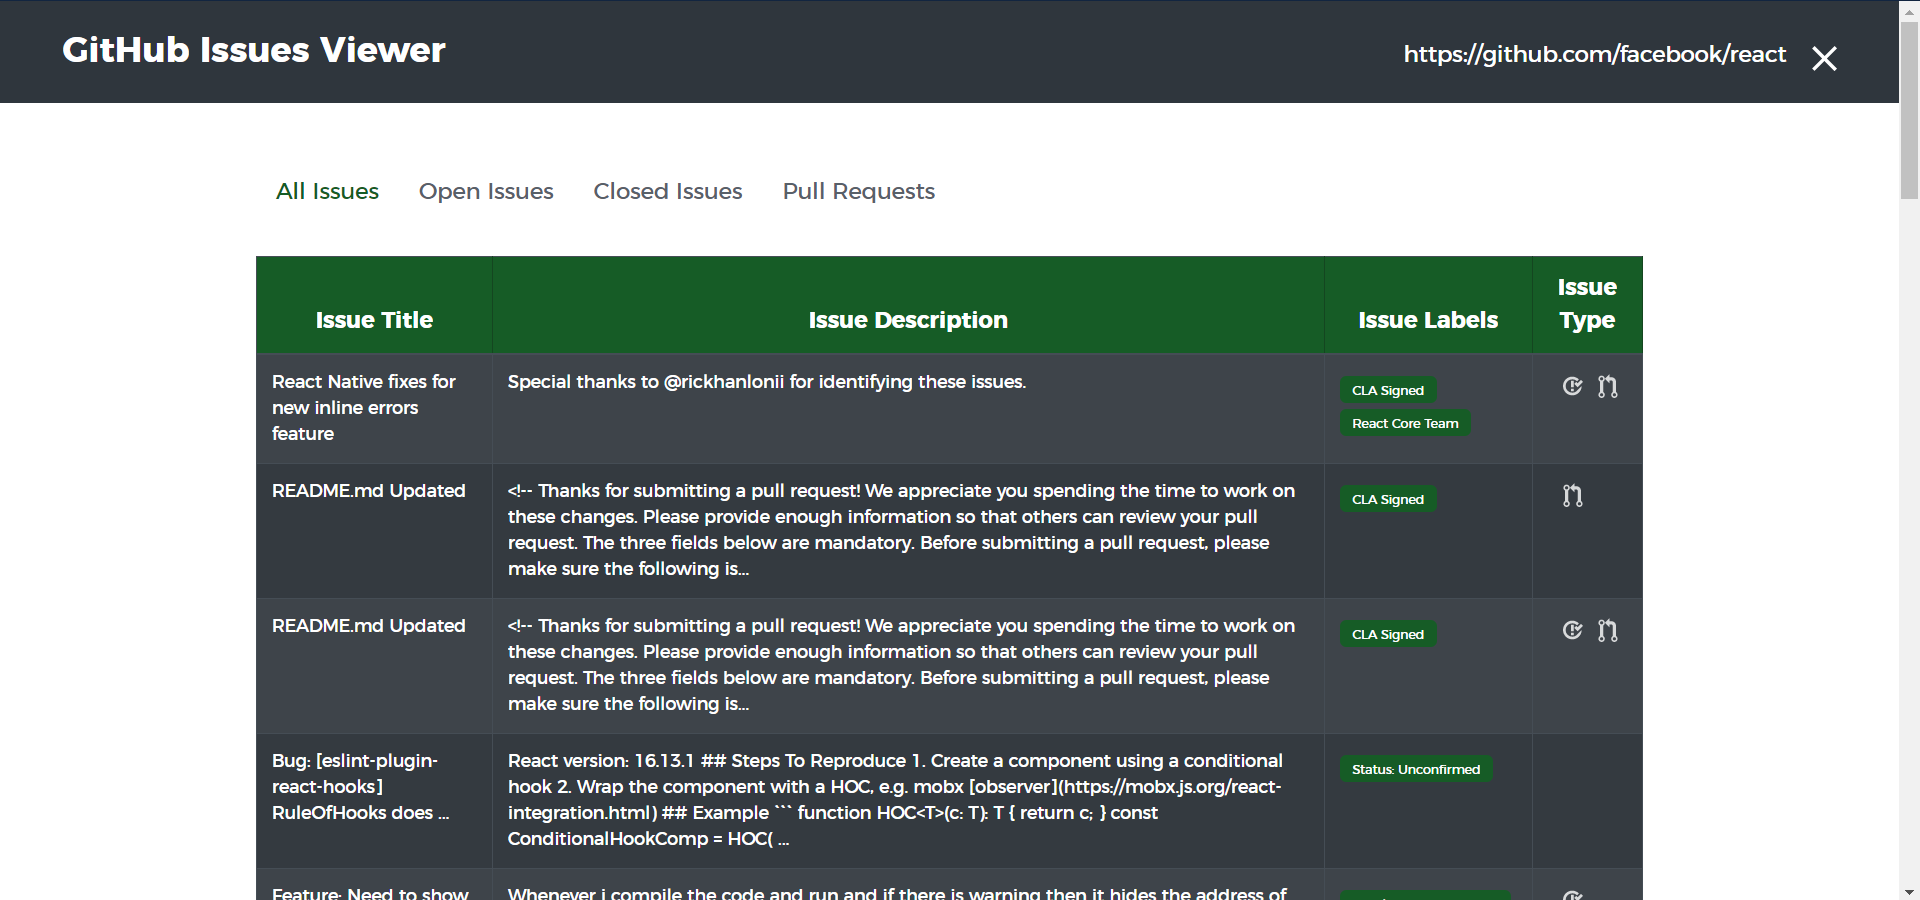 GitHub Issues Viewer
https://github.com/facebook/react
All Issues
Open Issues
Closed Issues
Pull Requests
Issue Title
Issue Description
Issue Labels
Issue
Type
React Native fixes for
new inline errors
feature
Special thanks to @rickhanlonii for identifying these issues.
CLA Signed
React Core Team
README.md Updated
<!-- Thanks for submitting a pull request! We appreciate you spending the time to work on
these changes. Please provide enough information so that others can review your pull
request. The three fields below are mandatory. Before submitting a pull request, please
make sure the following is...
CLA Signed
README.md Updated
<!-- Thanks for submitting a pull request! We appreciate you spending the time to work on
these changes. Please provide enough information so that others can review your pull
request. The three fields below are mandatory. Before submitting a pull request, please
make sure the following is...
CLA Signed
Bug: [eslint-plugin-
react-hooks]
RuleOfHooks does ...
React version: 16.13.1 ## Steps To Reproduce 1. Create a component using a conditional
hook 2. Wrap the component with a HOC, e.g. mobx [observer](https://mobx.js.org/react-
integration.html) ## Example ``` function HOC<T>(c: T): T { return c; } const
ConditionalHookComp = HOC( ...
Status: Unconfirmed
Feature: Need to show
Whenever i compile the code and run and if there is warning then it hides the address of